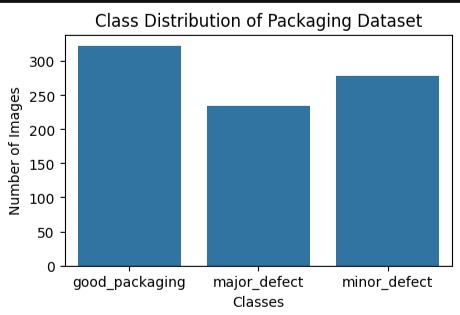 Class Distribution of Packaging Dataset
Number of Images
300
250
200
150
100
50
0
good_packaging major_defect minor_defect
Classes